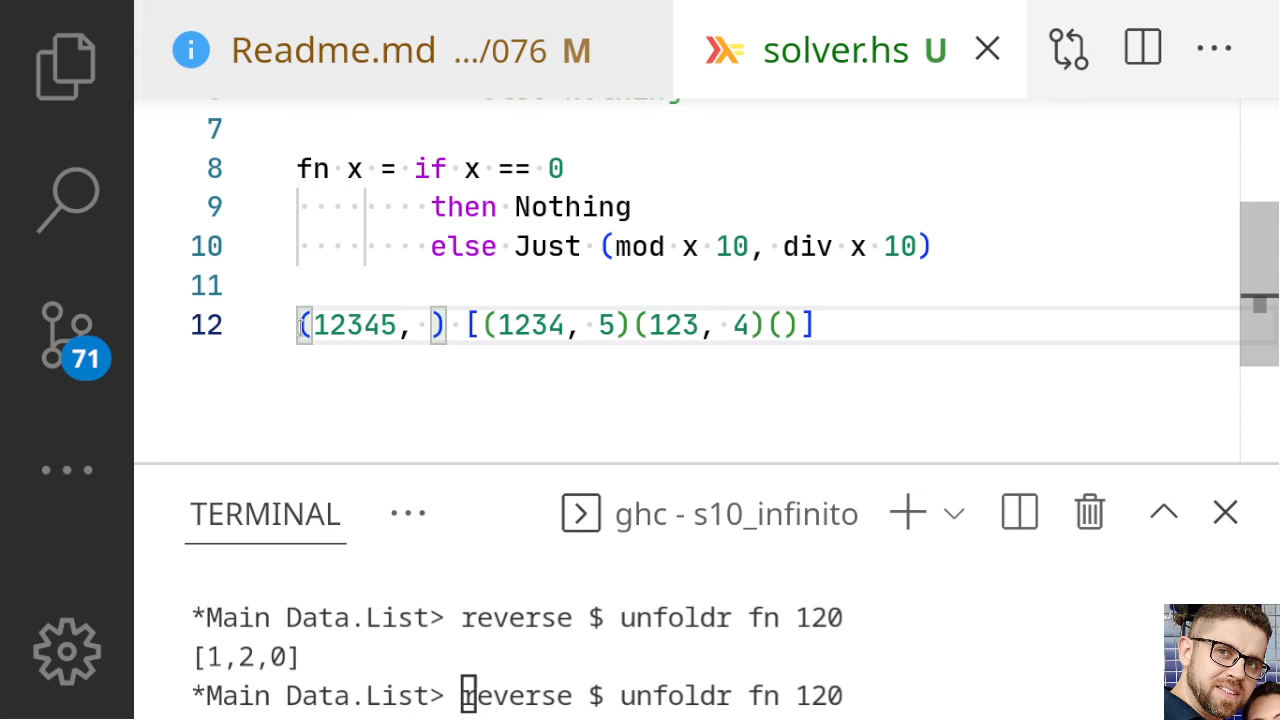 Readme.md .../076 M
solver.hs U
7
8 fn x = if x == 0
9 then Nothing
10 else Just (mod x 10, div x 10)
11
12 (12345, ) [(1234, 5)(123, 4)()]
71
TERMINAL
ghc - s10_infinito
*Main Data.List> reverse $ unfoldr fn 120
[1,2,0]
*Main Data.List> reverse $ unfoldr fn 120